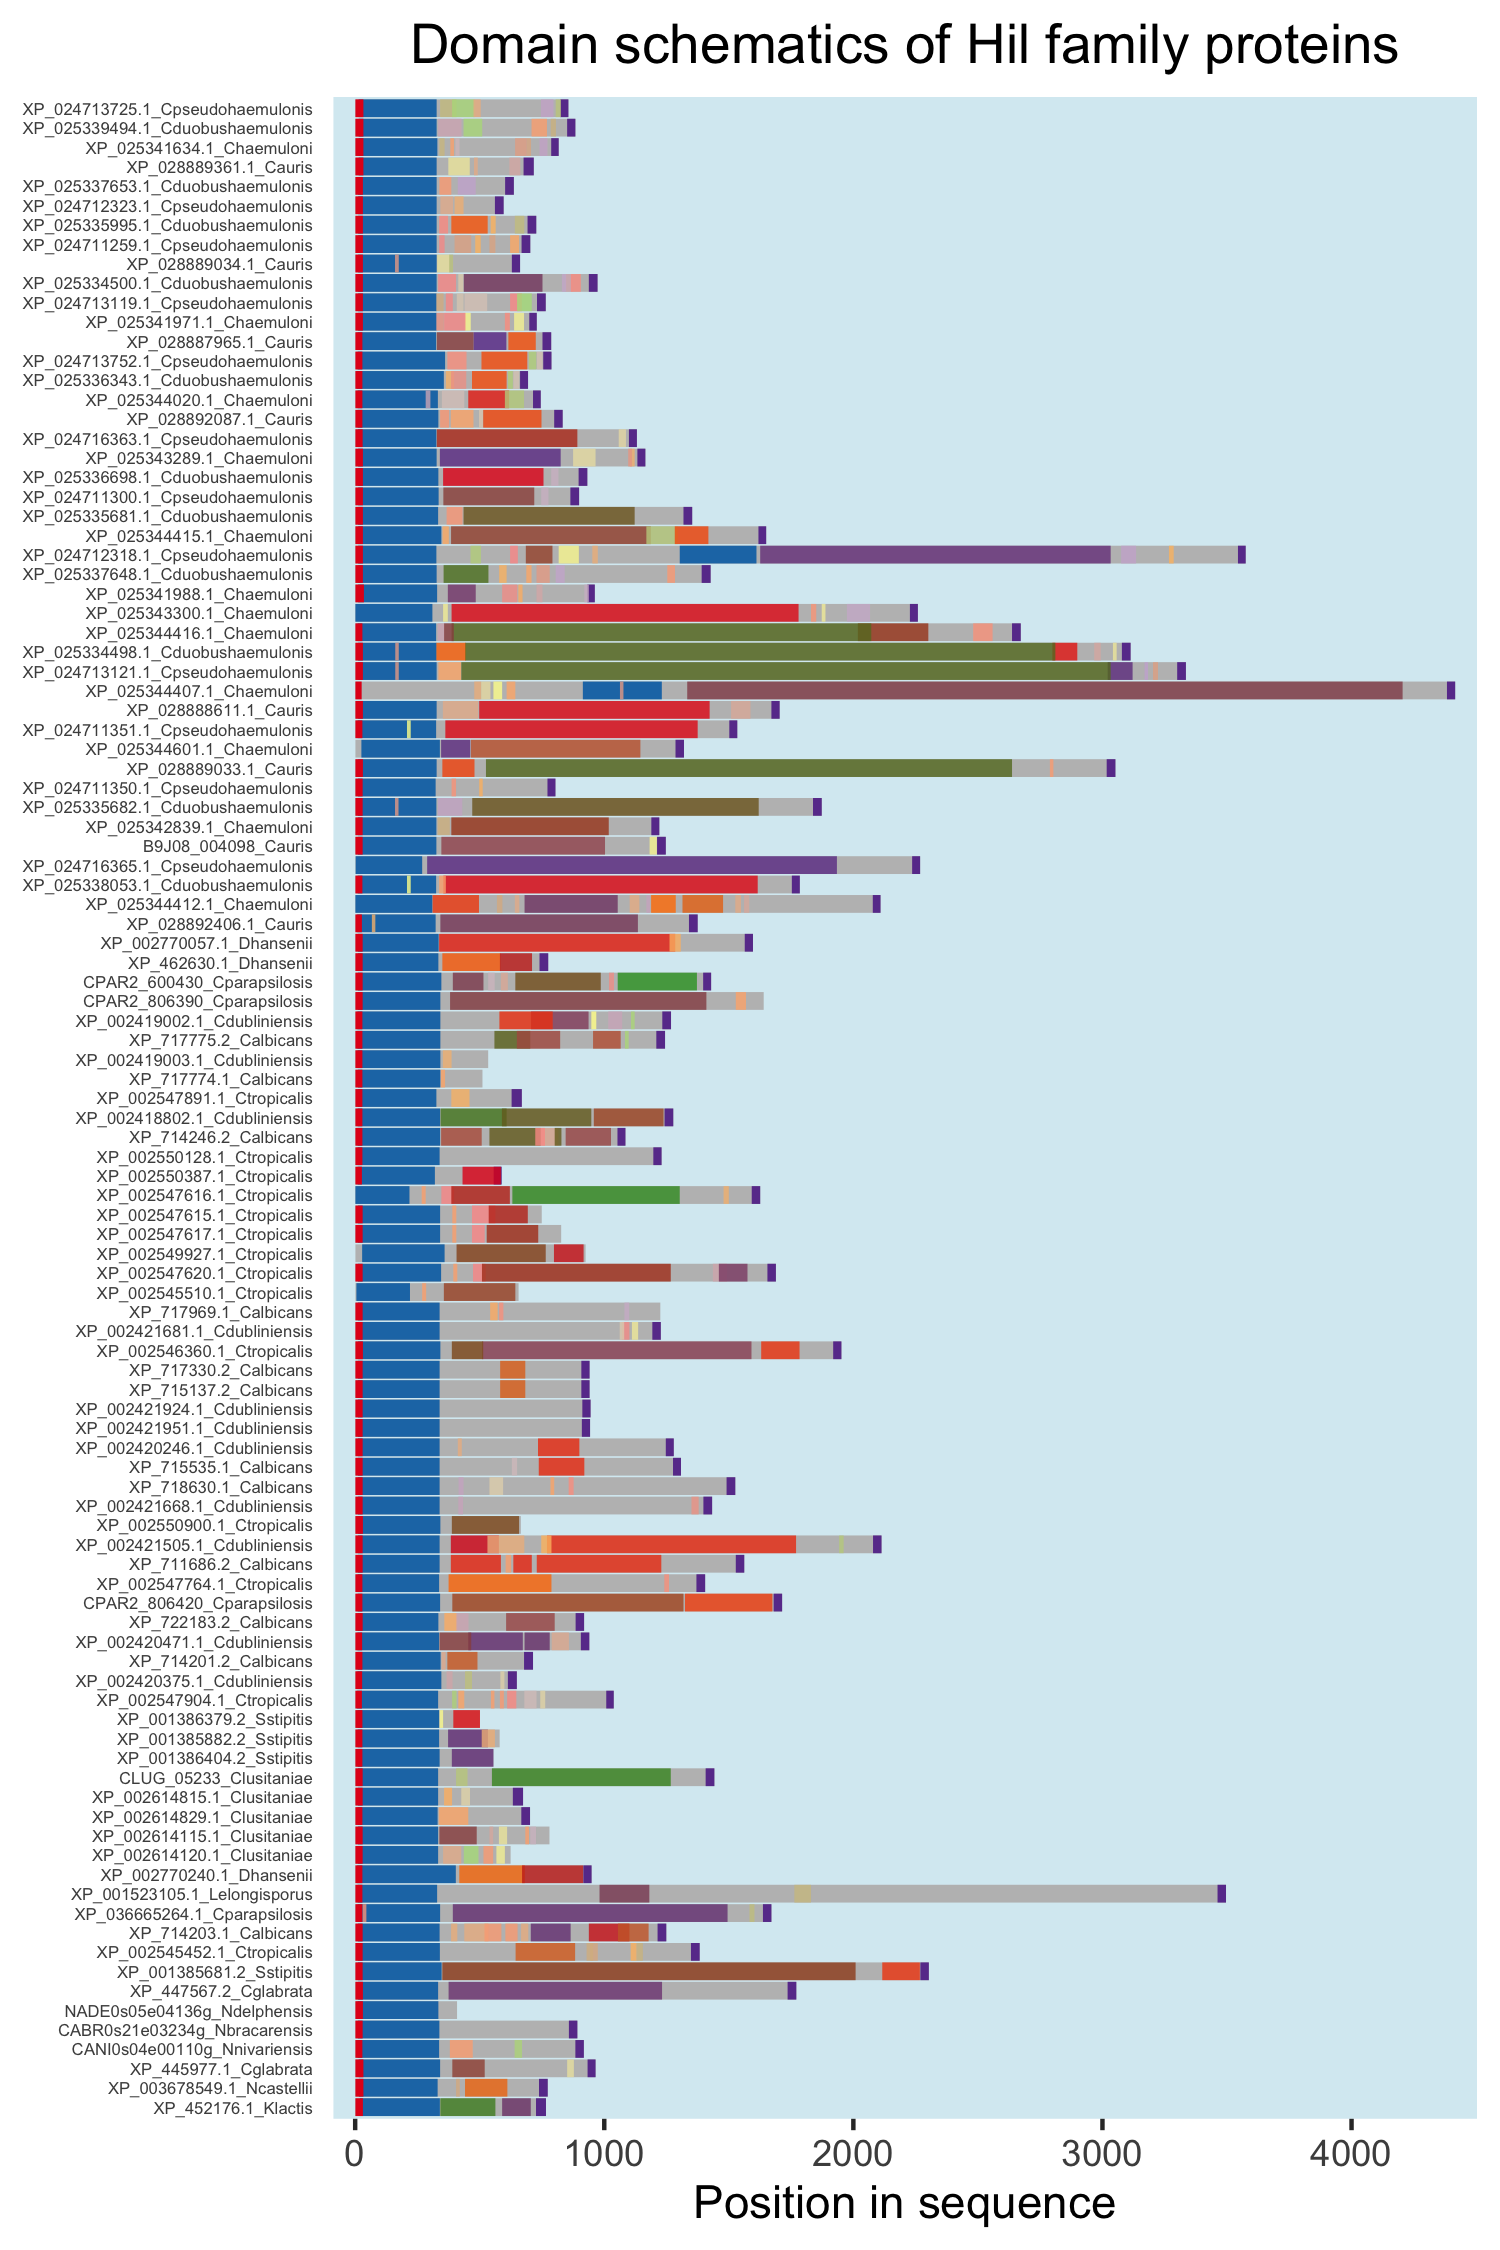 Domain schematics of Hil family proteins
XP_024713725.1_Cpseudohaemulonis
XP_025339494.1_Cduobushaemulonis
XP_025341634.1_Chaemuloni
XP_028889361.1_Cauris
XP_025337653.1_Cduobushaemulonis
XP_024712323.1_Cpseudohaemulonis
XP_025335995.1_Cduobushaemulonis
XP_024711259.1_Cpseudohaemulonis
XP_028889034.1_Cauris
XP_025334500.1_Cduobushaemulonis
XP_024713119.1_Cpseudohaemulonis
XP_025341971.1_Chaemuloni
XP_028887965.1_Cauris
XP_024713752.1_Cpseudohaemulonis
XP_025336343.1_Cduobushaemulonis
XP_025344020.1_Chaemuloni
XP_028892087.1_Cauris
XP_024716363.1_Cpseudohaemulonis
XP_025343289.1_Chaemuloni
XP_025336698.1_Cduobushaemulonis
XP_024711300.1_Cpseudohaemulonis
XP_025335681.1_Cduobushaemulonis
XP_025344415.1_Chaemuloni
XP_024712318.1_Cpseudohaemulonis
XP_025337648.1_Cduobushaemulonis
XP_025341988.1_Chaemuloni
XP_025343300.1_Chaemuloni
XP_025344416.1_Chaemuloni
XP_025334498.1_Cduobushaemulonis
XP_024713121.1_Cpseudohaemulonis
XP_025344407.1_Chaemuloni
XP_028888611.1_Cauris
XP_024711351.1_Cpseudohaemulonis
XP_025344601.1_Chaemuloni
XP_028889033.1_Cauris
XP_024711350.1_Cpseudohaemulonis
XP_025335682.1_Cduobushaemulonis
XP_025342839.1_Chaemuloni
B9J08_004098_Cauris
XP_024716365.1_Cpseudohaemulonis
XP_025338053.1_Cduobushaemulonis
XP_025344412.1_Chaemuloni
XP_028892406.1_Cauris
XP_002770057.1_Dhansenii
XP_462630.1_Dhansenii
CPAR2_600430_Cparapsilosis
CPAR2_806390_Cparapsilosis
XP_002419002.1_Cdubliniensis
XP_717775.2_Calbicans
XP_002419003.1_Cdubliniensis
XP_717774.1_Calbicans
XP_002547891.1_Ctropicalis
XP_002418802.1_Cdubliniensis
XP_714246.2_Calbicans
XP_002550128.1_Ctropicalis
XP_002550387.1_Ctropicalis
XP_002547616.1_Ctropicalis
XP_002547615.1_Ctropicalis
XP_002547617.1_Ctropicalis
XP_002549927.1_Ctropicalis
XP_002547620.1_Ctropicalis
XP_002545510.1_Ctropicalis
XP_717969.1_Calbicans
XP_002421681.1_Cdubliniensis
XP_002546360.1_Ctropicalis
XP_717330.2_Calbicans
XP_715137.2_Calbicans
XP_002421924.1_Cdubliniensis
XP_002421951.1_Cdubliniensis
XP_002420246.1_Cdubliniensis
XP_715535.1_Calbicans
XP_718630.1_Calbicans
XP_002421668.1_Cdubliniensis
XP_002550900.1_Ctropicalis
XP_002421505.1_Cdubliniensis
XP_711686.2_Calbicans
XP_002547764.1_Ctropicalis
CPAR2_806420_Cparapsilosis
XP_722183.2_Calbicans
XP_002420471.1_Cdubliniensis
XP_714201.2_Calbicans
XP_002420375.1_Cdubliniensis
XP_002547904.1_Ctropicalis
XP_001386379.2_Sstipitis
XP_001385882.2_Sstipitis
XP_001386404.2_Sstipitis
CLUG_05233_Clusitaniae
XP_002614815.1_Clusitaniae
XP_002614829.1_Clusitaniae
XP_002614115.1_Clusitaniae
XP_002614120.1_Clusitaniae
XP_002770240.1_Dhansenii
XP_001523105.1_Lelongisporus
XP_036665264.1_Cparapsilosis
XP_714203.1_Calbicans
XP_002545452.1_Ctropicalis
XP_001385681.2_Sstipitis
XP_447567.2_Cglabrata
NADE0s05e04136g_Ndelphensis
CABR0s21e03234g_Nbracarensis
CANI0s04e00110g_Nnivariensis
XP_445977.1_Cglabrata
XP_003678549.1_Ncastellii
XP_452176.1_Klactis
0 1000 2000 3000 4000
Position in sequence